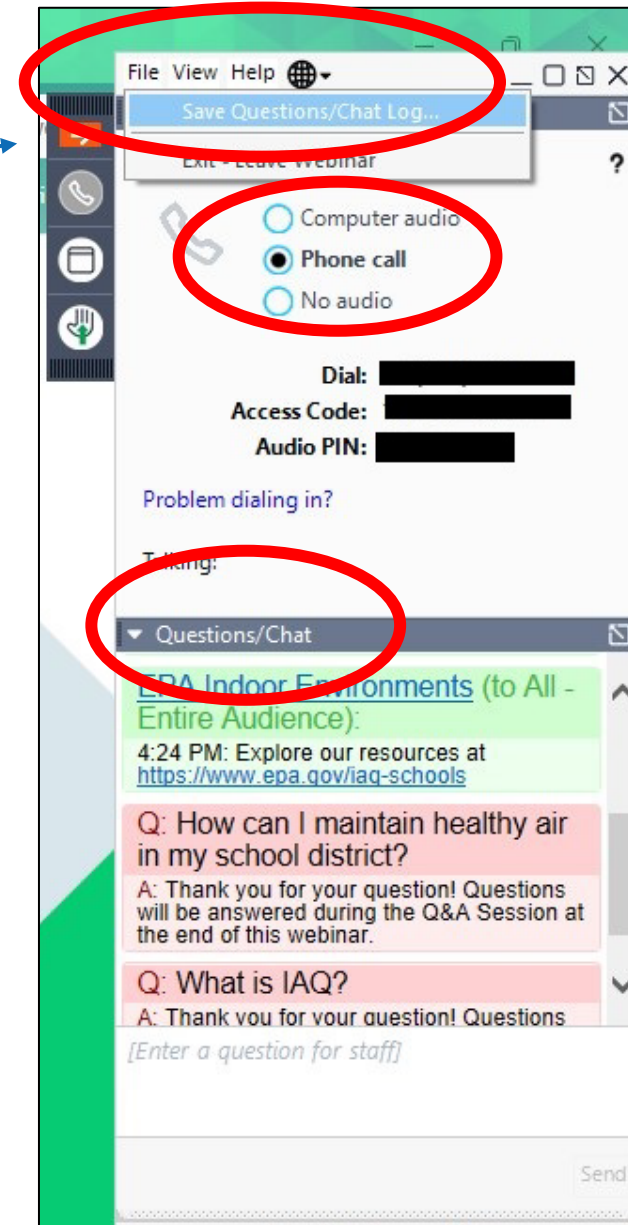 File View Help
Save Questions/Chat Log...
Exit - Leave Webinar
?
Computer audio
Phone call
No audio
Dial:
Access Code:
Audio PIN:
Problem dialing in?
Talking:
Questions/Chat
EPA Indoor Environments (to All -
Entire Audience):
4:24 PM: Explore our resources at
https://www.epa.gov/iaq-schools
Q: How can I maintain healthy air
in my school district?
A: Thank you for your question! Questions
will be answered during the Q&A Session at
the end of this webinar.
Q: What is IAQ?
A: Thank you for your question! Questions
[Enter a question for staff]
Send